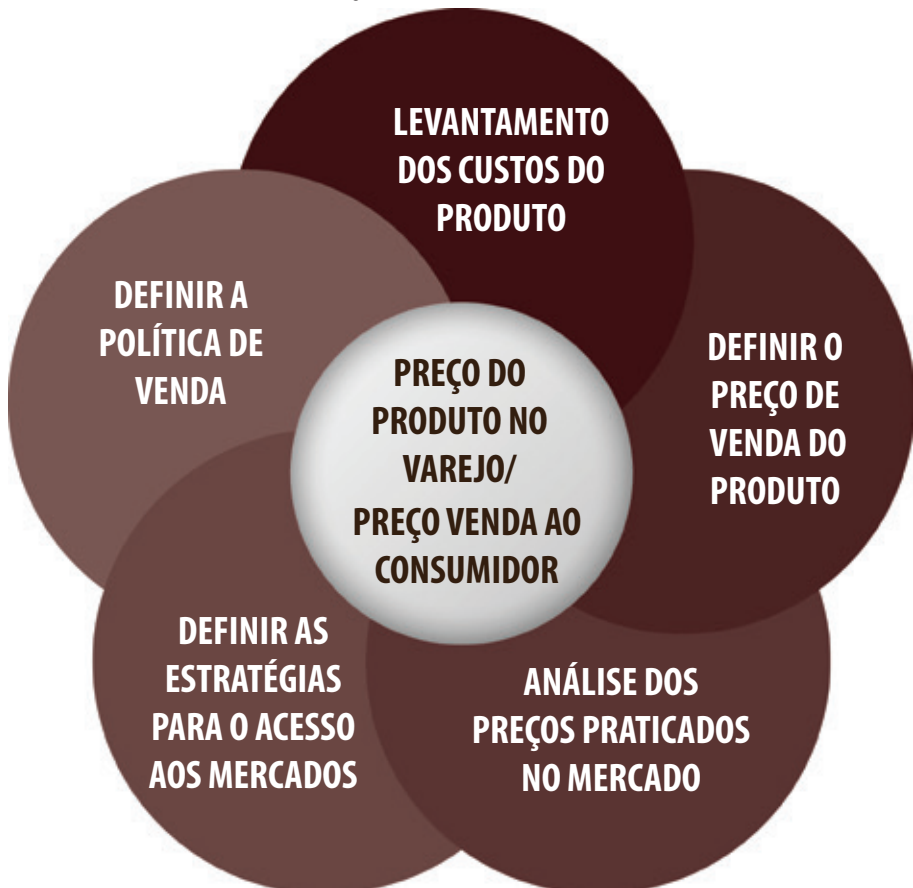 LEVANTAMENTO
DOS CUSTOS DO
PRODUTO
DEFINIR O
PREÇO DE
VENDA DO
PRODUTO
ANÁLISE DOS
PREÇOS PRATICADOS
NO MERCADO
DEFINIR AS
ESTRATÉGIAS
PARA O ACESSO
AOS MERCADOS
DEFINIR A
POLÍTICA DE
VENDA
PREÇO DO
PRODUTO NO
VAREJO/
PREÇO VENDA AO
CONSUMIDOR